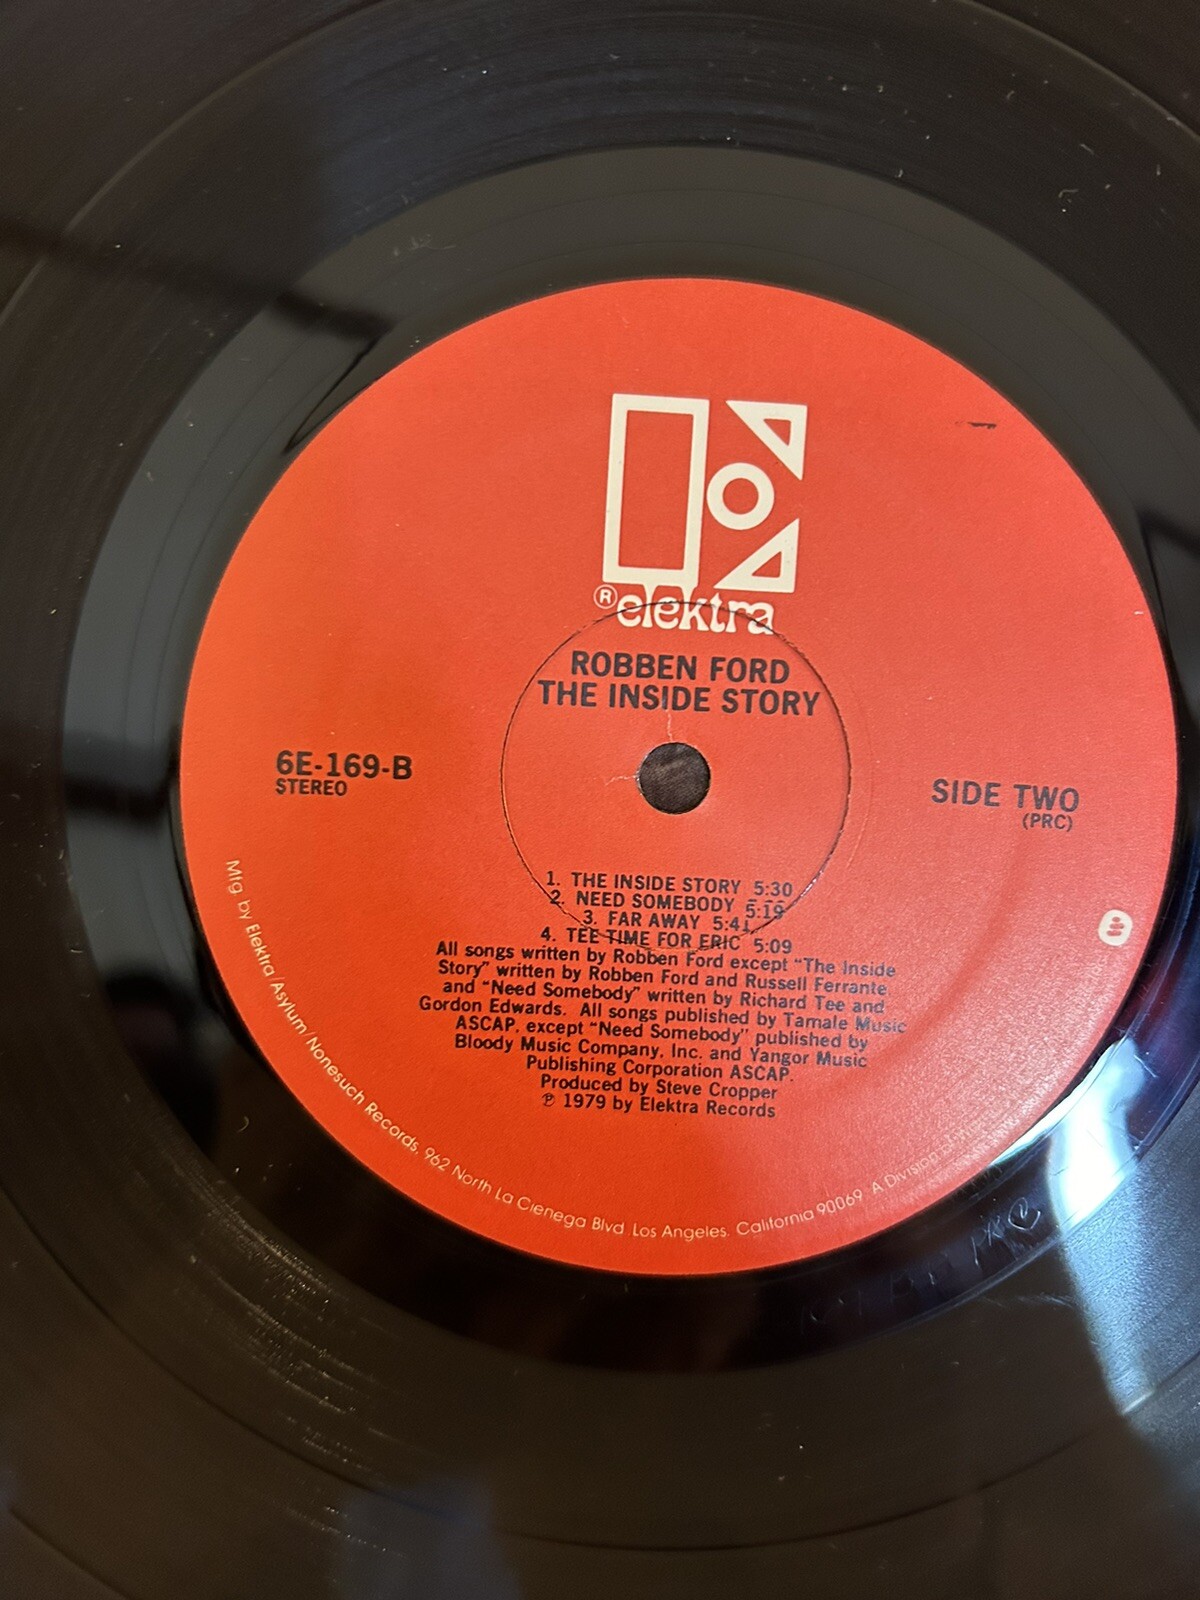 ® elektra
ROBBEN FORD
THE INSIDE STORY
6E-169-B
STEREO
SIDE TWO
(PRC)
1. THE INSIDE STORY 5:30
2. NEED SOMEBODY 5:19
3. FAR AWAY 5:41
4. TEE TIME FOR ERIC 5:09
All songs written by Robben Ford except "The Inside
Story" written by Robben Ford and Russell Ferrante
and "Need Somebody" written by Richard Tee and
Gordon Edwards. All songs published by Tamale Music
ASCAP, except "Need Somebody" published by
Bloody Music Company, Inc. and Yangor Music
Publishing Corporation ASCAP.
Produced by Steve Cropper
℗ 1979 by Elektra Records
Mfg. by Elektra/Asylum/Nonesuch Records, 962 North La Cienega Blvd. Los Angeles, California 90069 A Division of